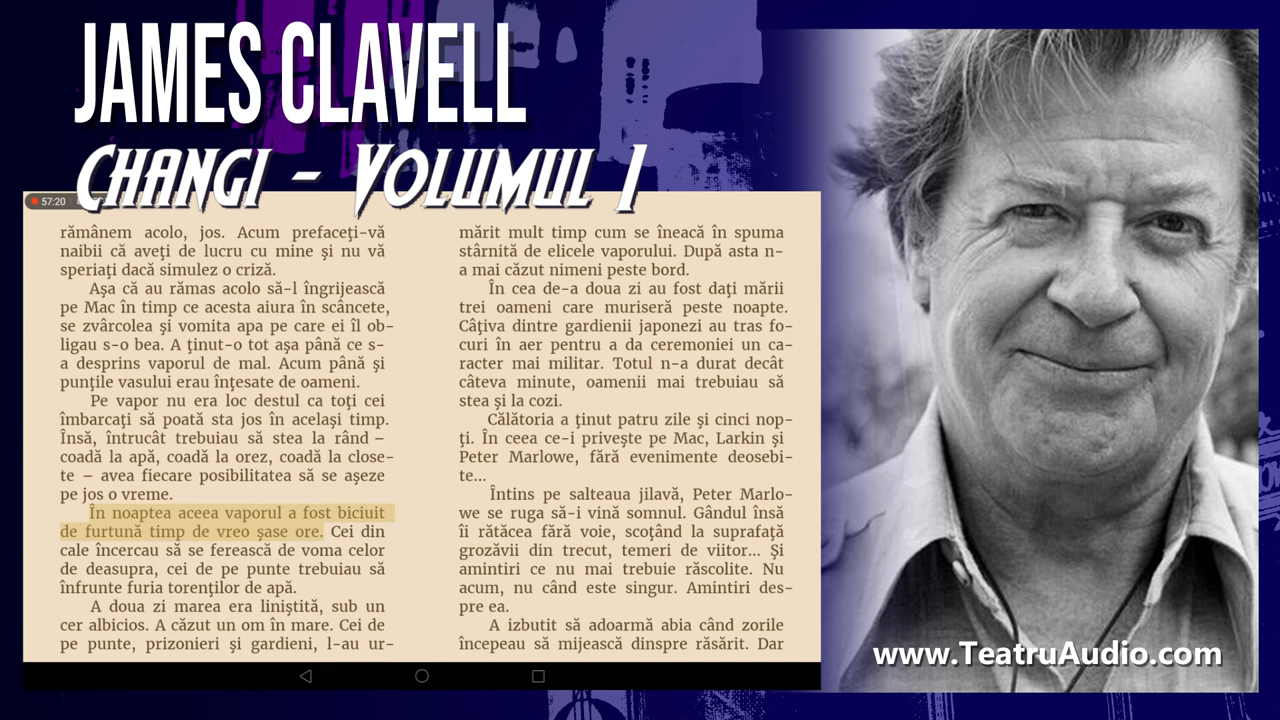 JAMES CLAVELL
CHANGI - VOLUMUL I
57:20
rămânem acolo, jos. Acum prefaceţi-vă
naibii că aveţi de lucru cu mine şi nu vă
speriaţi dacă simulez o criză.
Aşa că au rămas acolo să-l îngrijească
pe Mac în timp ce acesta aiura în scâncete,
se zvârcolea şi vomita apa pe care ei îl ob-
ligau s-o bea. A ţinut-o tot aşa până ce s-
a desprins vaporul de mal. Acum până şi
punţile vasului erau înţesate de oameni.
Pe vapor nu era loc destul ca toţi cei
îmbarcaţi să poată sta jos în acelaşi timp.
Însă, întrucât trebuiau să stea la rând –
coadă la apă, coadă la orez, coadă la close-
te – avea fiecare posibilitatea să se aşeze
pe jos o vreme.
În noaptea aceea vaporul a fost biciuit
de furtună timp de vreo şase ore. Cei din
cale încercau să se ferească de voma celor
de deasupra, cei de pe punte trebuiau să
înfrunte furia torenţilor de apă.
A doua zi marea era liniştită, sub un
cer albicios. A căzut un om în mare. Cei de
pe punte, prizonieri şi gardieni, l-au ur-
mărit mult timp cum se îneacă în spuma
stârnită de elicele vaporului. După asta n-
a mai căzut nimeni peste bord.
În cea de-a doua zi au fost daţi mării
trei oameni care muriseră peste noapte.
Câţiva dintre gardienii japonezi au tras fo-
curi în aer pentru a da ceremoniei un ca-
racter mai militar. Totul n-a durat decât
câteva minute, oamenii mai trebuiau să
stea şi la cozi.
Călătoria a ţinut patru zile şi cinci nop-
ţi. În ceea ce-i priveşte pe Mac, Larkin şi
Peter Marlowe, fără evenimente deosebi-
te...
Întins pe salteaua jilavă, Peter Marlo-
we se ruga să-i vină somnul. Gândul însă
îi rătăcea fără voie, scoţând la suprafaţă
grozăvii din trecut, temeri de viitor... Şi
amintiri ce nu mai trebuie răscolite. Nu
acum, nu când este singur. Amintiri des-
pre ea.
A izbutit să adoarmă abia când zorile
începeau să mijească dinspre răsărit. Dar
www.TeatruAudio.com